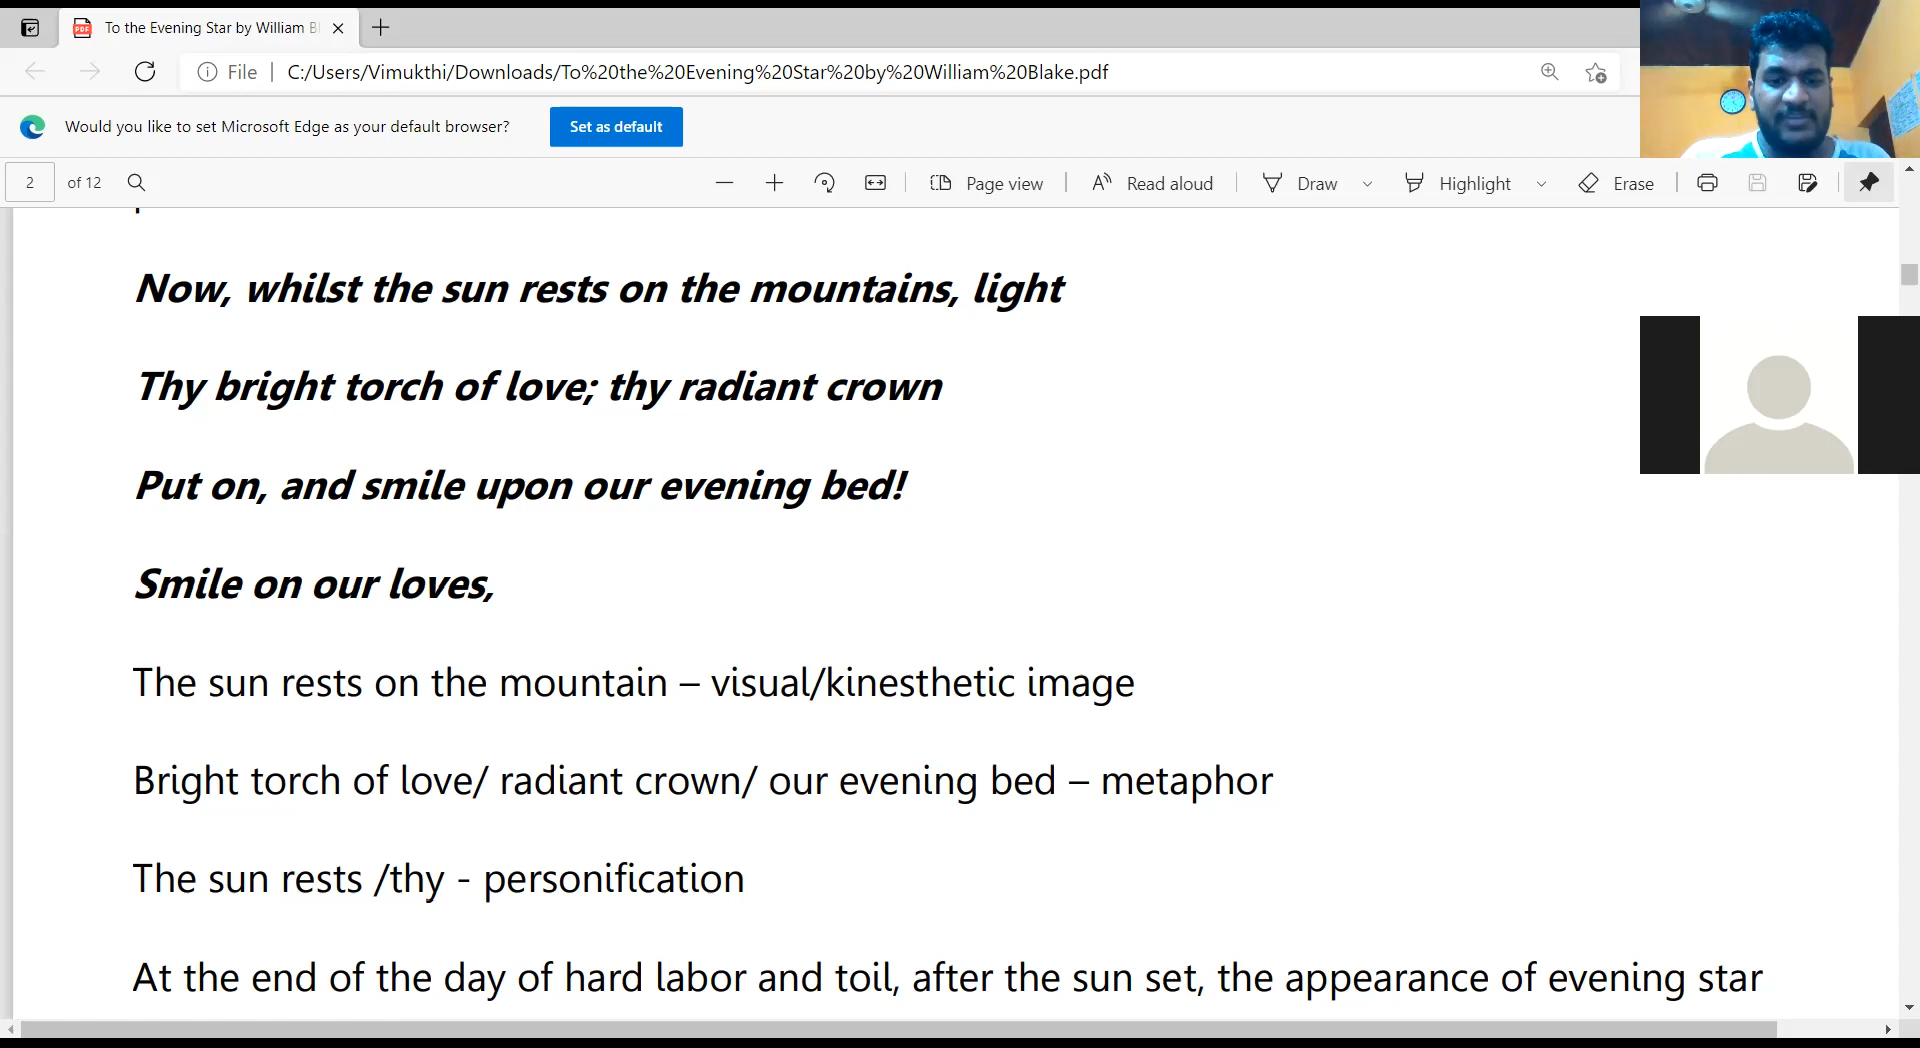 To the Evening Star by William B
File
C:/Users/Vimukthi/Downloads/To%20the%20Evening%20Star%20by%20William%20Blake.pdf
Would you like to set Microsoft Edge as your default browser?
Set as default
2 of 12
Page view
Read aloud
Draw
Highlight
Erase
Now, whilst the sun rests on the mountains, light
Thy bright torch of love; thy radiant crown
Put on, and smile upon our evening bed!
Smile on our loves,
The sun rests on the mountain – visual/kinesthetic image
Bright torch of love/ radiant crown/ our evening bed – metaphor
The sun rests /thy - personification
At the end of the day of hard labor and toil, after the sun set, the appearance of evening star